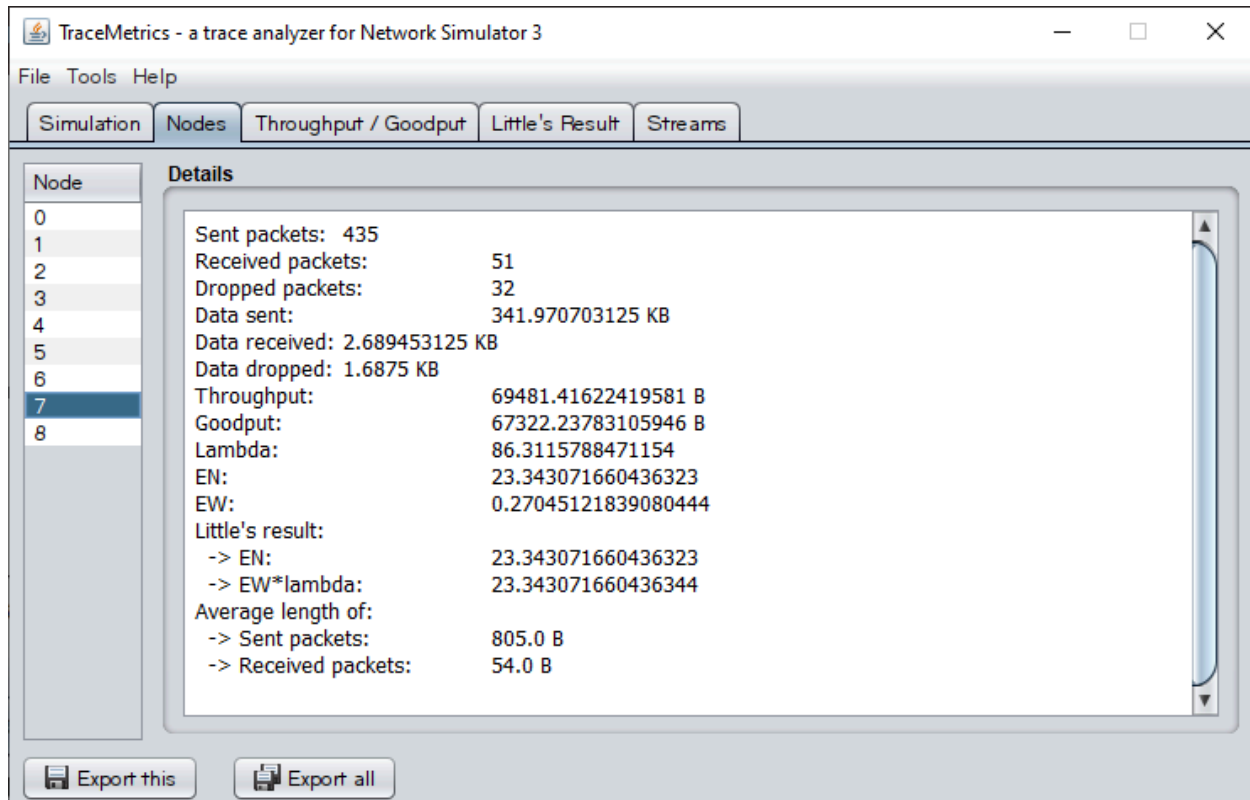 TraceMetrics - a trace analyzer for Network Simulator 3
File Tools Help
Simulation Nodes Throughput / Goodput Little's Result Streams
Node
0
1
2
3
4
5
6
7
8
Details
Sent packets: 435
Received packets: 51
Dropped packets: 32
Data sent: 341.970703125 KB
Data received: 2.689453125 KB
Data dropped: 1.6875 KB
Throughput: 69481.41622419581 B
Goodput: 67322.23783105946 B
Lambda: 86.3115788471154
EN: 23.343071660436323
EW: 0.27045121839080444
Little's result:
-> EN: 23.343071660436323
-> EW*lambda: 23.343071660436344
Average length of:
-> Sent packets: 805.0 B
-> Received packets: 54.0 B
Export this Export all